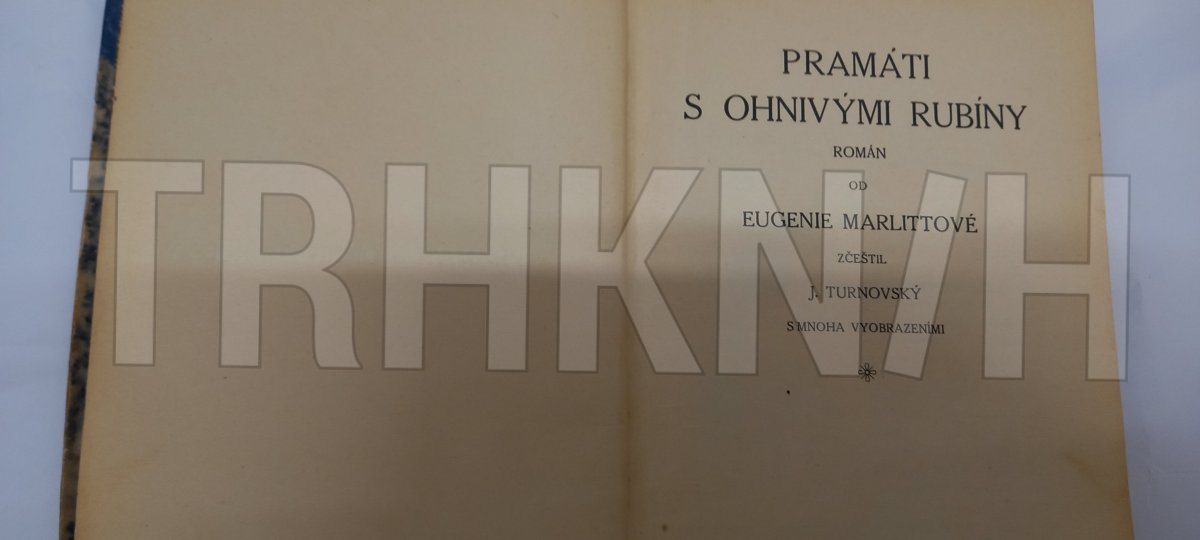 PRAMÁTI
S OHNIVÝMI RUBÍNY
ROMÁN
OD
EUGENIE MARLITTOVÉ
ZČEŠTIL
J. TURNOVSKÝ
S MNOHA VYOBRAZENÍMI
TRHKNIH